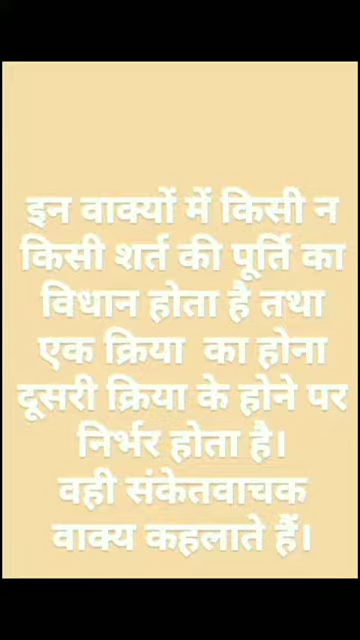 इन वाक्यों में किसी न
किसी शर्त की पूर्ति का
विधान होता है तथा
एक क्रिया का होना
दूसरी क्रिया के होने पर
निर्भर होता है।
वही संकेतवाचक
वाक्य कहलाते हैं।